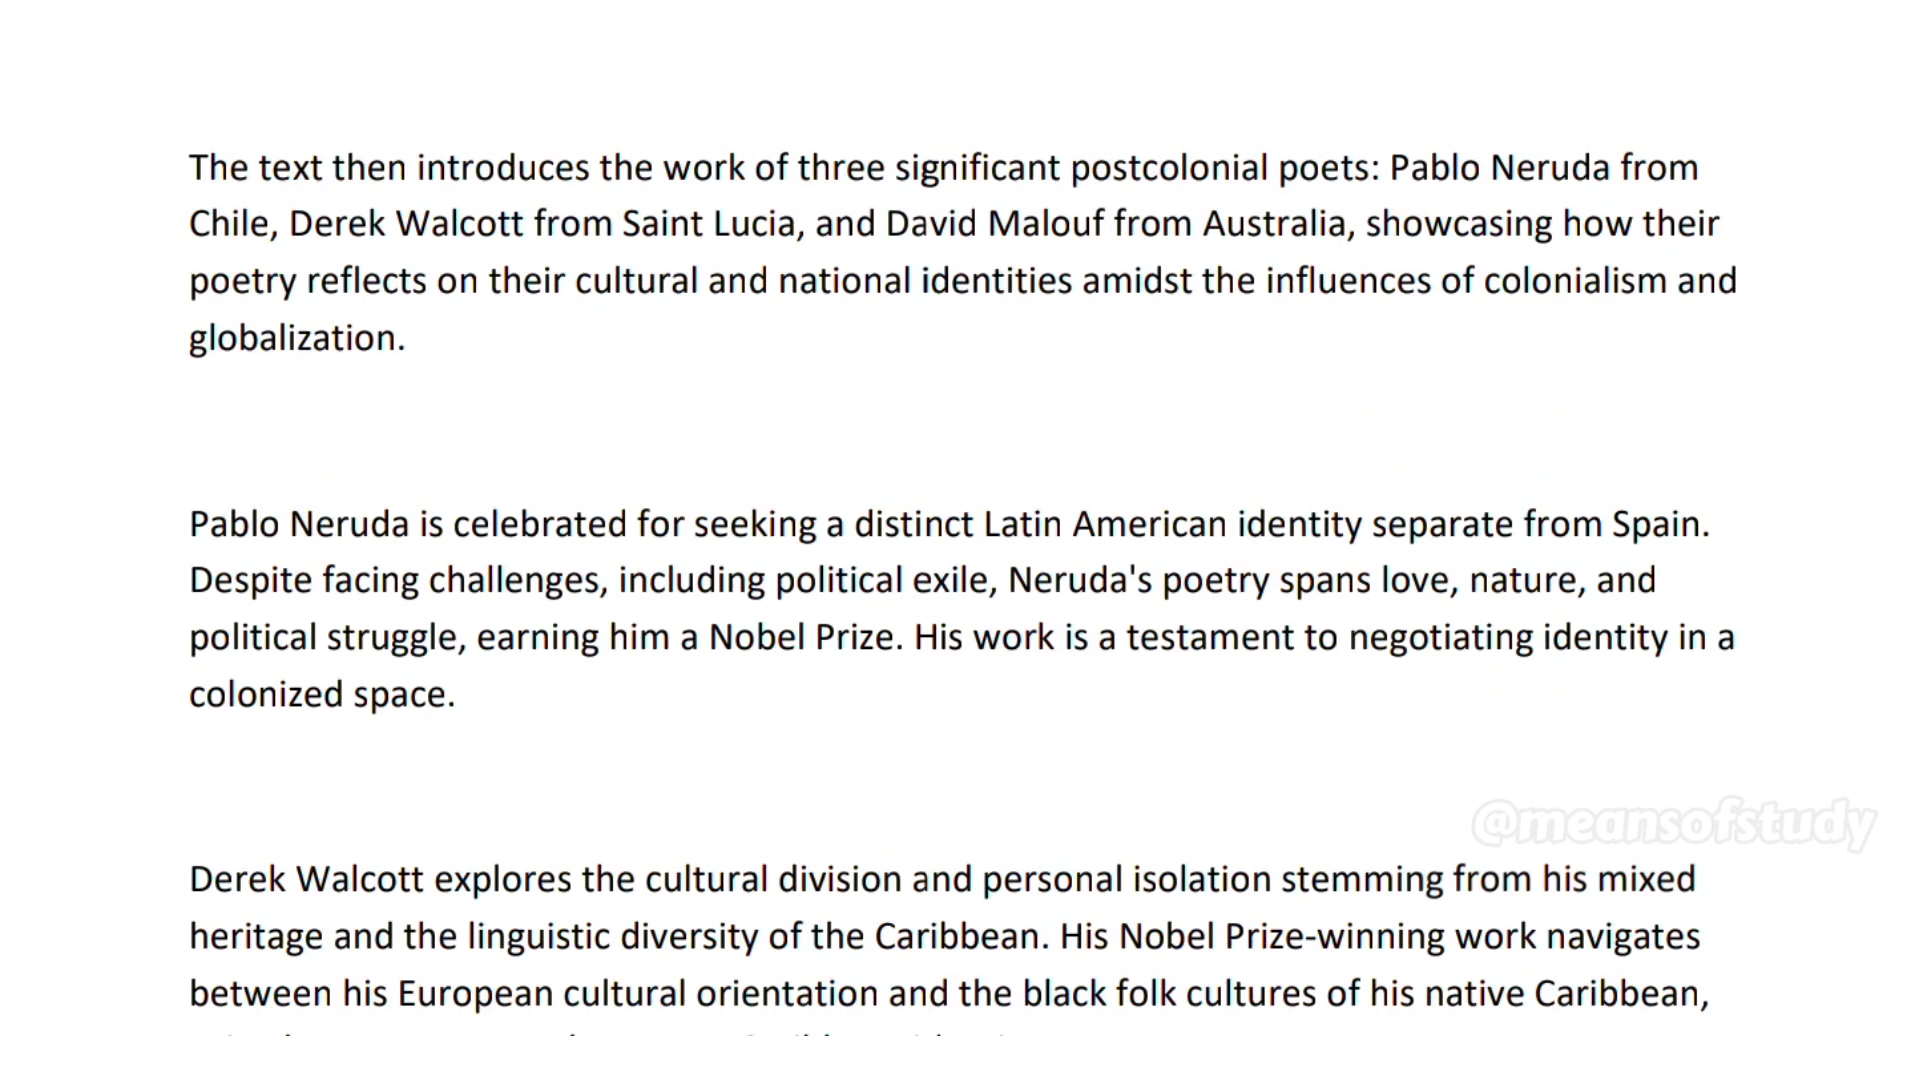 The text then introduces the work of three significant postcolonial poets: Pablo Neruda from
Chile, Derek Walcott from Saint Lucia, and David Malouf from Australia, showcasing how their
poetry reflects on their cultural and national identities amidst the influences of colonialism and
globalization.
Pablo Neruda is celebrated for seeking a distinct Latin American identity separate from Spain.
Despite facing challenges, including political exile, Neruda's poetry spans love, nature, and
political struggle, earning him a Nobel Prize. His work is a testament to negotiating identity in a
colonized space.
@meansofstudy
Derek Walcott explores the cultural division and personal isolation stemming from his mixed
heritage and the linguistic diversity of the Caribbean. His Nobel Prize-winning work navigates
between his European cultural orientation and the black folk cultures of his native Caribbean,